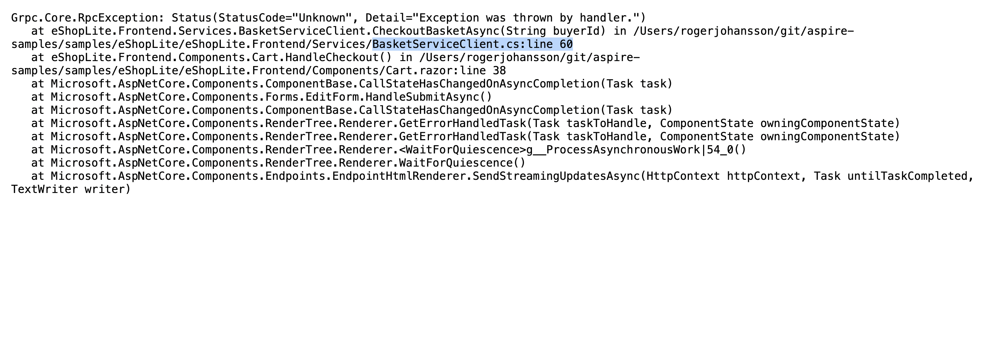 Grpc.Core.RpcException: Status(StatusCode="Unknown", Detail="Exception was thrown by handler.")
   at eShopLite.Frontend.Services.BasketServiceClient.CheckoutBasketAsync(String buyerId) in /Users/rogerjohansson/git/aspire-
samples/samples/eShopLite/eShopLite.Frontend/Services/BasketServiceClient.cs:line 60
   at eShopLite.Frontend.Components.Cart.HandleCheckout() in /Users/rogerjohansson/git/aspire-
samples/samples/eShopLite/eShopLite.Frontend/Components/Cart.razor:line 38
   at Microsoft.AspNetCore.Components.ComponentBase.CallStateHasChangedOnAsyncCompletion(Task task)
   at Microsoft.AspNetCore.Components.Forms.EditForm.HandleSubmitAsync()
   at Microsoft.AspNetCore.Components.ComponentBase.CallStateHasChangedOnAsyncCompletion(Task task)
   at Microsoft.AspNetCore.Components.RenderTree.Renderer.GetErrorHandledTask(Task taskToHandle, ComponentState owningComponentState)
   at Microsoft.AspNetCore.Components.RenderTree.Renderer.GetErrorHandledTask(Task taskToHandle, ComponentState owningComponentState)
   at Microsoft.AspNetCore.Components.RenderTree.Renderer.<WaitForQuiescence>g__ProcessAsynchronousWork|54_0()
   at Microsoft.AspNetCore.Components.RenderTree.Renderer.WaitForQuiescence()
   at Microsoft.AspNetCore.Components.Endpoints.EndpointHtmlRenderer.SendStreamingUpdatesAsync(HttpContext httpContext, Task untilTaskCompleted,
TextWriter writer)